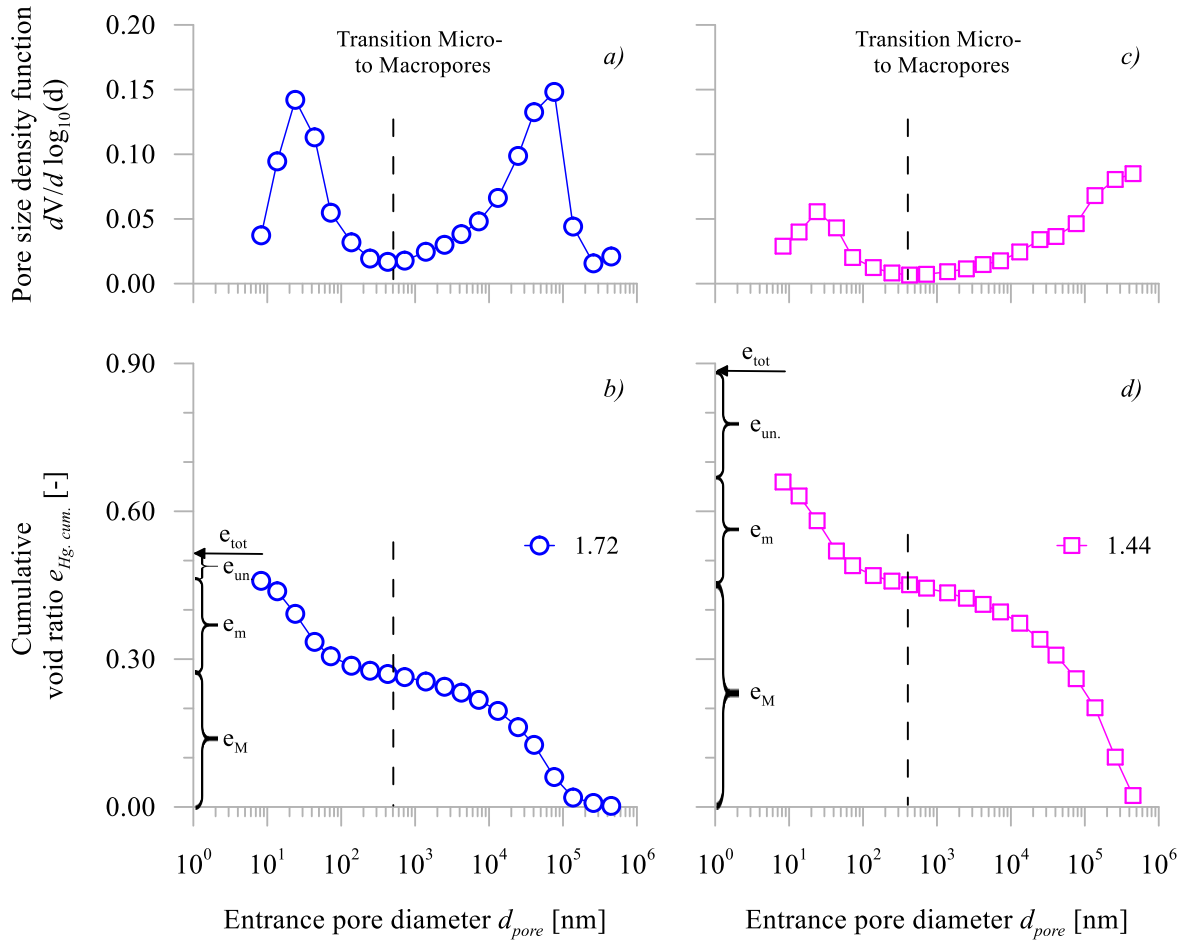 Pore size density function
dV/d log10(d)
0.20
0.15
0.10
0.05
0.00
Transition Micro-
to Macropores
a)
Transition Micro-
to Macropores
c)
Cumulative
void ratio eHg. cum. [-]
0.90
0.60
0.30
0.00
b)
etot
eun
em
eM
1.72
d)
etot
eun.
em
eM
1.44
10^0 10^1 10^2 10^3 10^4 10^5 10^6
10^0 10^1 10^2 10^3 10^4 10^5 10^6
Entrance pore diameter dpore [nm]
Entrance pore diameter dpore [nm]